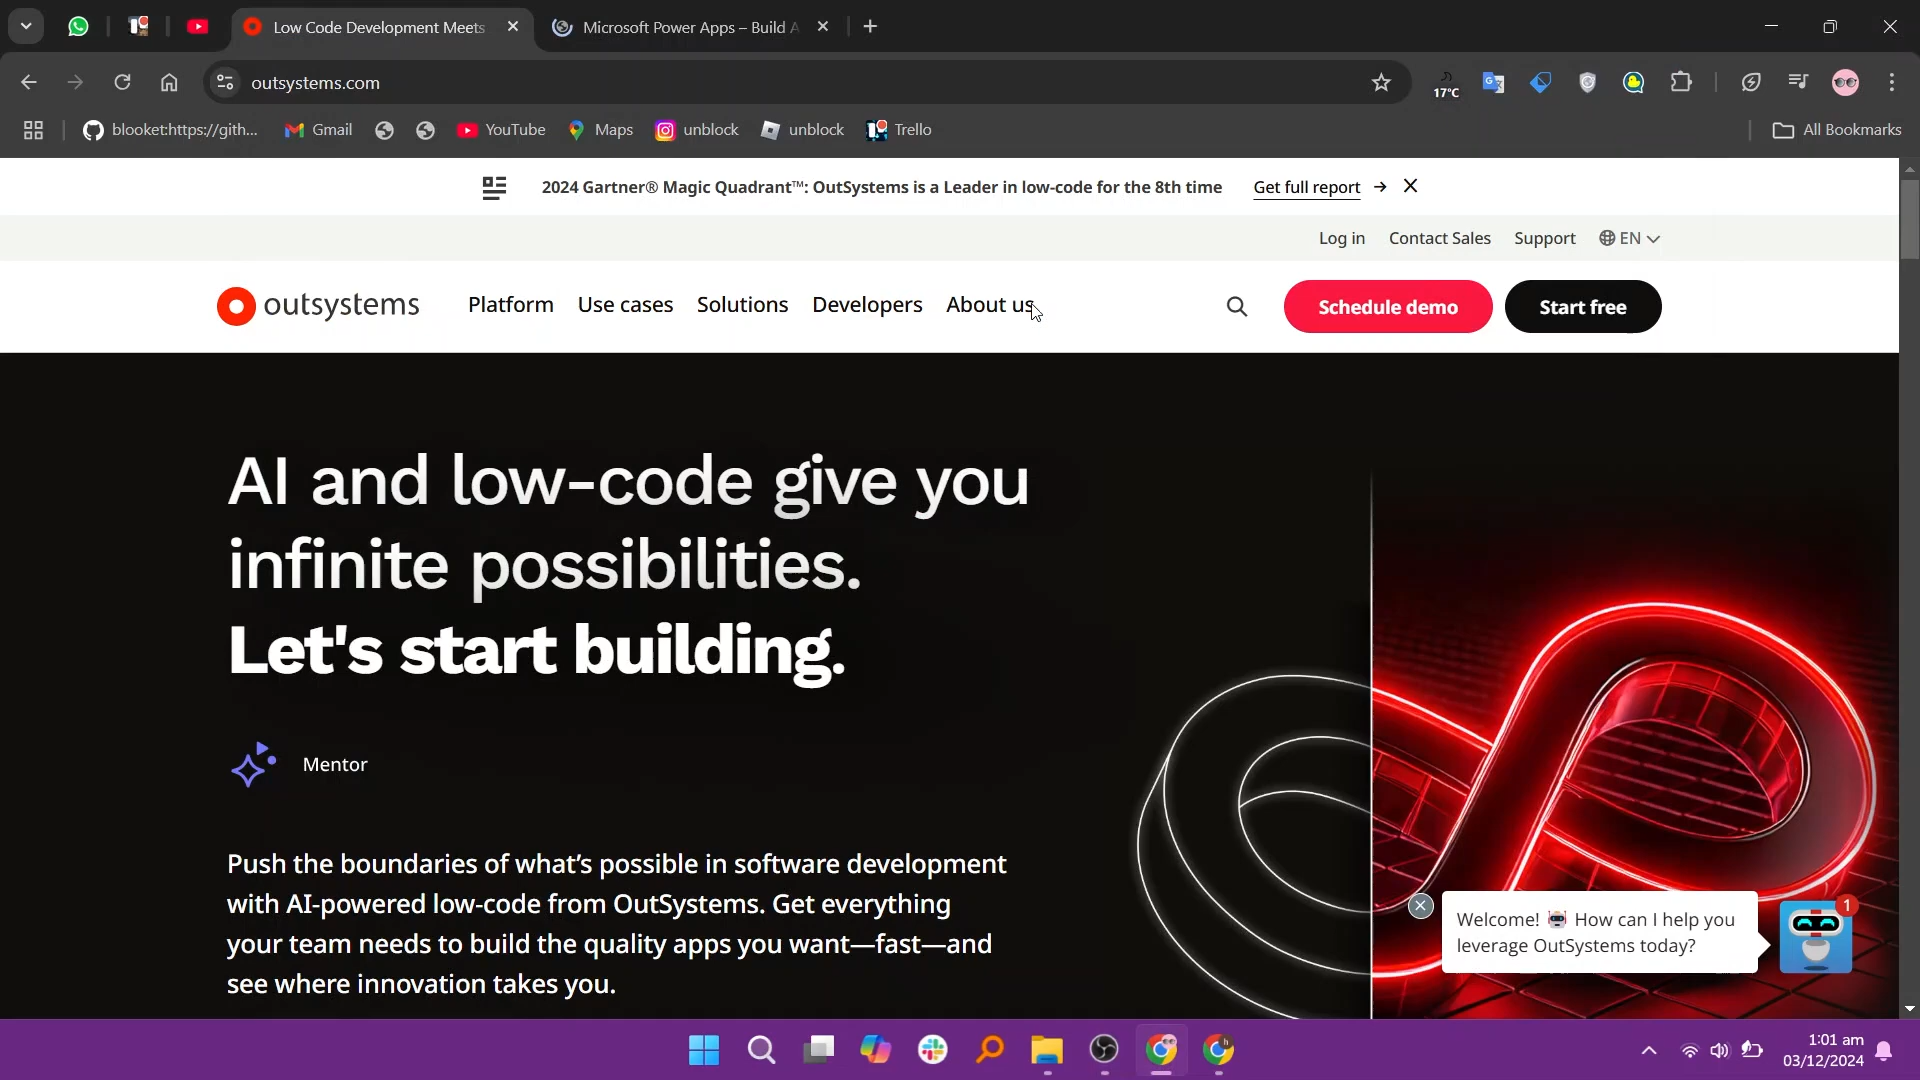 Low Code Development Meets
Microsoft Power Apps – Build A
outsystems.com
17°C
blooket:https://gith...
Gmail
YouTube
Maps
unblock
unblock
Trello
All Bookmarks
2024 Gartner® Magic Quadrant™: OutSystems is a Leader in low-code for the 8th time
Get full report
Log in
Contact Sales
Support
EN
outsystems
Platform
Use cases
Solutions
Developers
About us
Schedule demo
Start free
AI and low-code give you
infinite possibilities.
Let's start building.
Mentor
Push the boundaries of what’s possible in software development
with AI-powered low-code from OutSystems. Get everything
your team needs to build the quality apps you want—fast—and
see where innovation takes you.
Welcome! 🤖 How can I help you
leverage OutSystems today?
1
h
1:01 am
03/12/2024